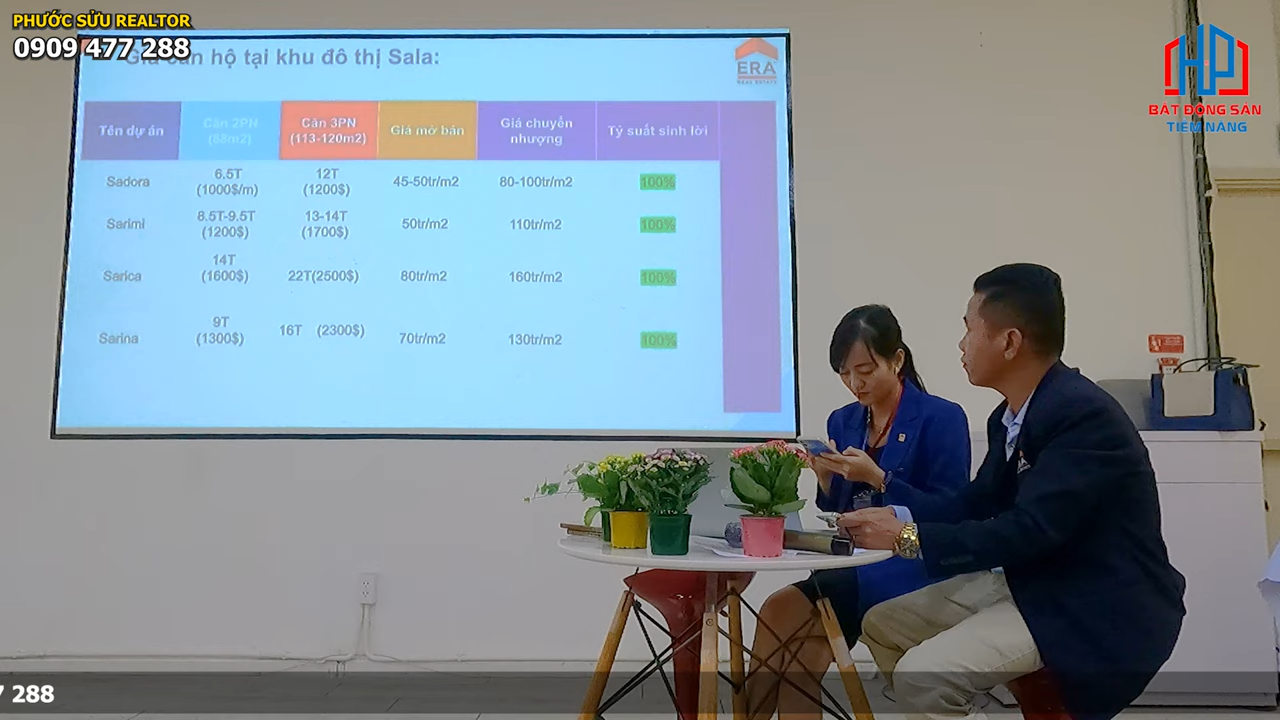 PHƯỚC SỬU REALTOR
0909 477 288
Giá căn hộ tại khu đô thị Sala:
ERA
REAL ESTATE
BẤT ĐỘNG SẢN
TIỀM NĂNG
Tên dự án
Căn 2PN
(88m2)
Căn 3PN
(113-120m2)
Giá mở bán
Giá chuyển
nhượng
Tỷ suất sinh lời
Sadora
6.5T
(1000$/m)
12T
(1200$)
45-50tr/m2
80-100tr/m2
100%
Sarimi
8.5T-9.5T
(1200$)
13-14T
(1700$)
50tr/m2
110tr/m2
100%
Sarica
14T
(1600$)
22T(2500$)
80tr/m2
160tr/m2
100%
Sarina
9T
(1300$)
16T (2300$)
70tr/m2
130tr/m2
100%
7 288